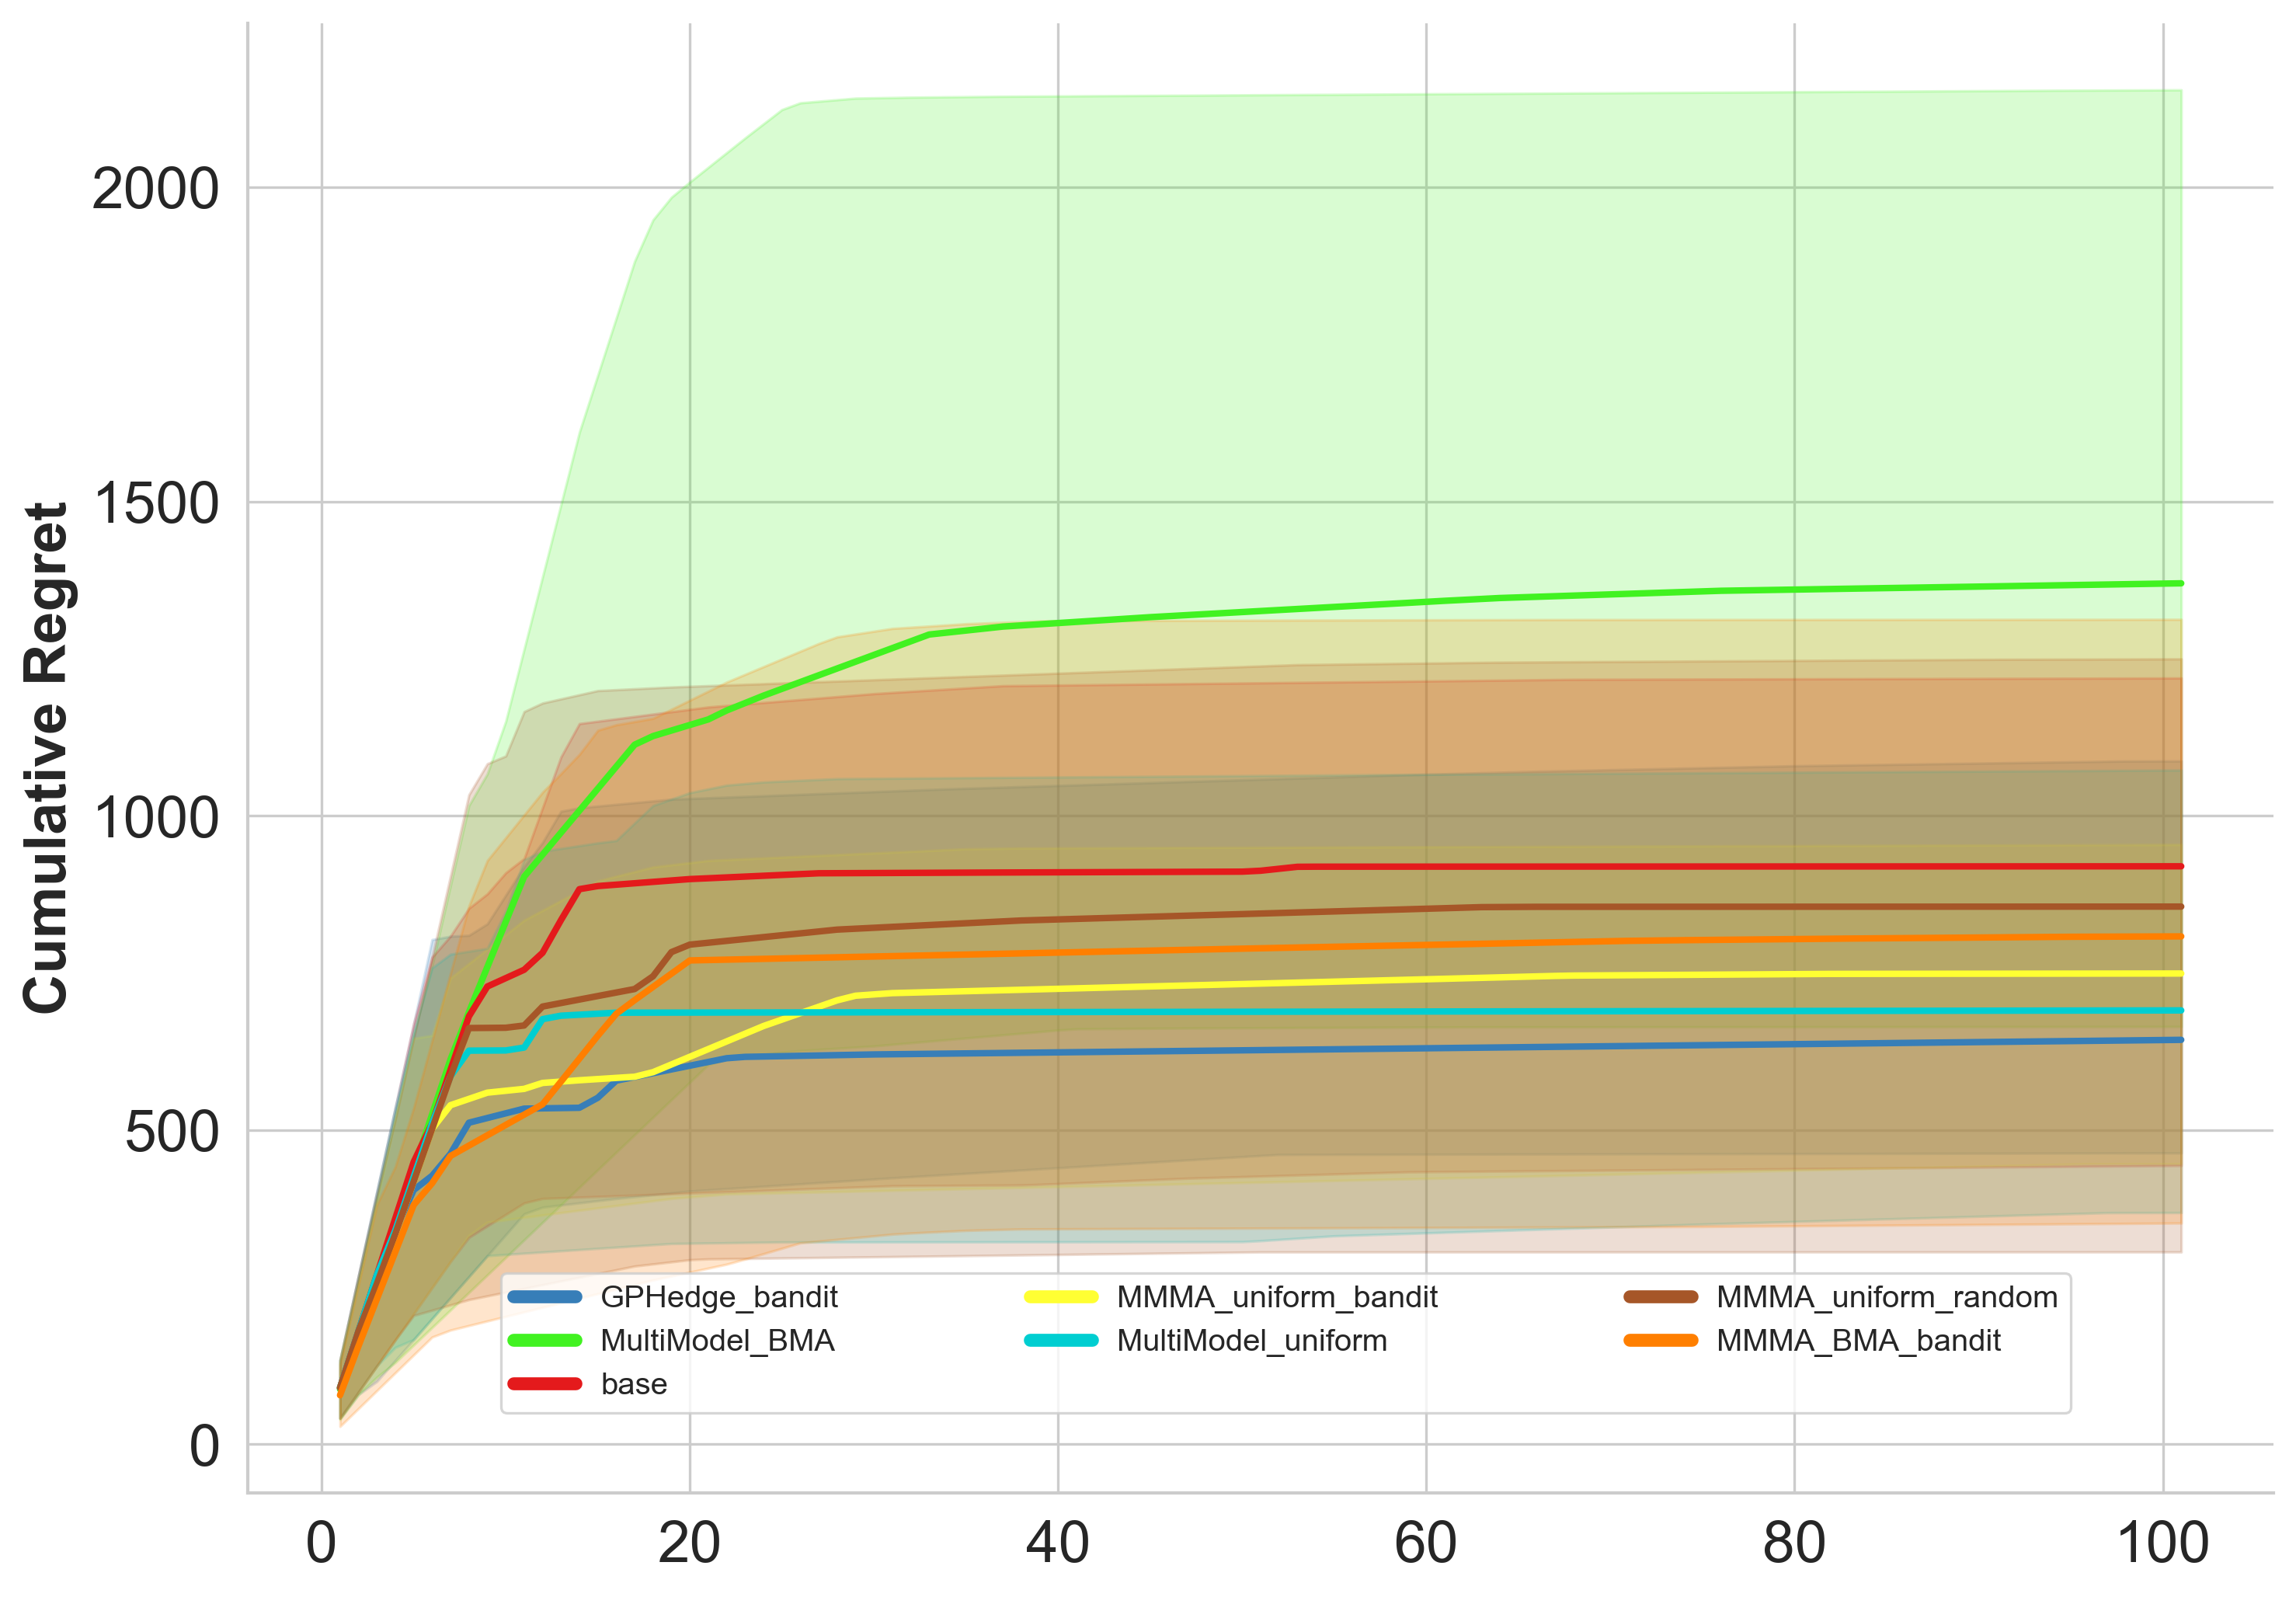 Cumulative Regret
2000
1500
1000
500
0
0 20 40 60 80 100
GPHedge_bandit
MultiModel_BMA
base
MMMA_uniform_bandit
MultiModel_uniform
MMMA_uniform_random
MMMA_BMA_bandit